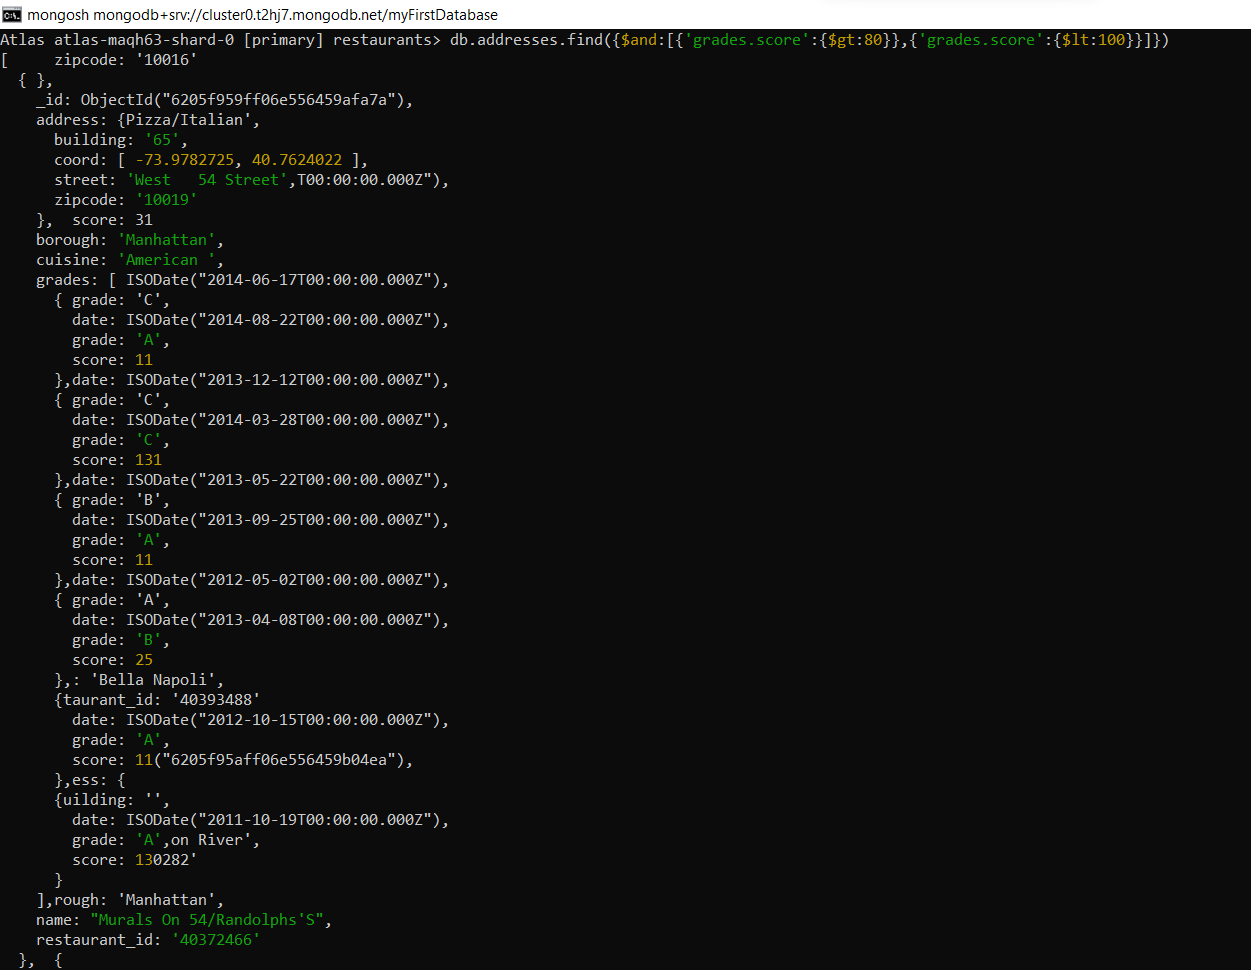 mongosh mongodb+srv://cluster0.t2hj7.mongodb.net/myFirstDatabase
Atlas atlas-maqh63-shard-0 [primary] restaurants> db.addresses.find({$and:[{'grades.score':{$gt:80}},{'grades.score':{$lt:100}}]})
[     zipcode: '10016'
  { },
    _id: ObjectId("6205f959ff06e556459afa7a"),
    address: {Pizza/Italian',
      building: '65',
      coord: [ -73.9782725, 40.7624022 ],
      street: 'West   54 Street',T00:00:00.000Z"),
      zipcode: '10019'
    },  score: 31
    borough: 'Manhattan',
    cuisine: 'American ',
    grades: [ ISODate("2014-06-17T00:00:00.000Z"),
      { grade: 'C',
        date: ISODate("2014-08-22T00:00:00.000Z"),
        grade: 'A',
        score: 11
      },date: ISODate("2013-12-12T00:00:00.000Z"),
      { grade: 'C',
        date: ISODate("2014-03-28T00:00:00.000Z"),
        grade: 'C',
        score: 131
      },date: ISODate("2013-05-22T00:00:00.000Z"),
      { grade: 'B',
        date: ISODate("2013-09-25T00:00:00.000Z"),
        grade: 'A',
        score: 11
      },date: ISODate("2012-05-02T00:00:00.000Z"),
      { grade: 'A',
        date: ISODate("2013-04-08T00:00:00.000Z"),
        grade: 'B',
        score: 25
      },: 'Bella Napoli',
      {taurant_id: '40393488'
        date: ISODate("2012-10-15T00:00:00.000Z"),
        grade: 'A',
        score: 11("6205f95aff06e556459b04ea"),
      },ess: {
      {uilding: '',
        date: ISODate("2011-10-19T00:00:00.000Z"),
        grade: 'A',on River',
        score: 130282'
      }
    ],rough: 'Manhattan',
    name: "Murals On 54/Randolphs'S",
    restaurant_id: '40372466'
  },  {